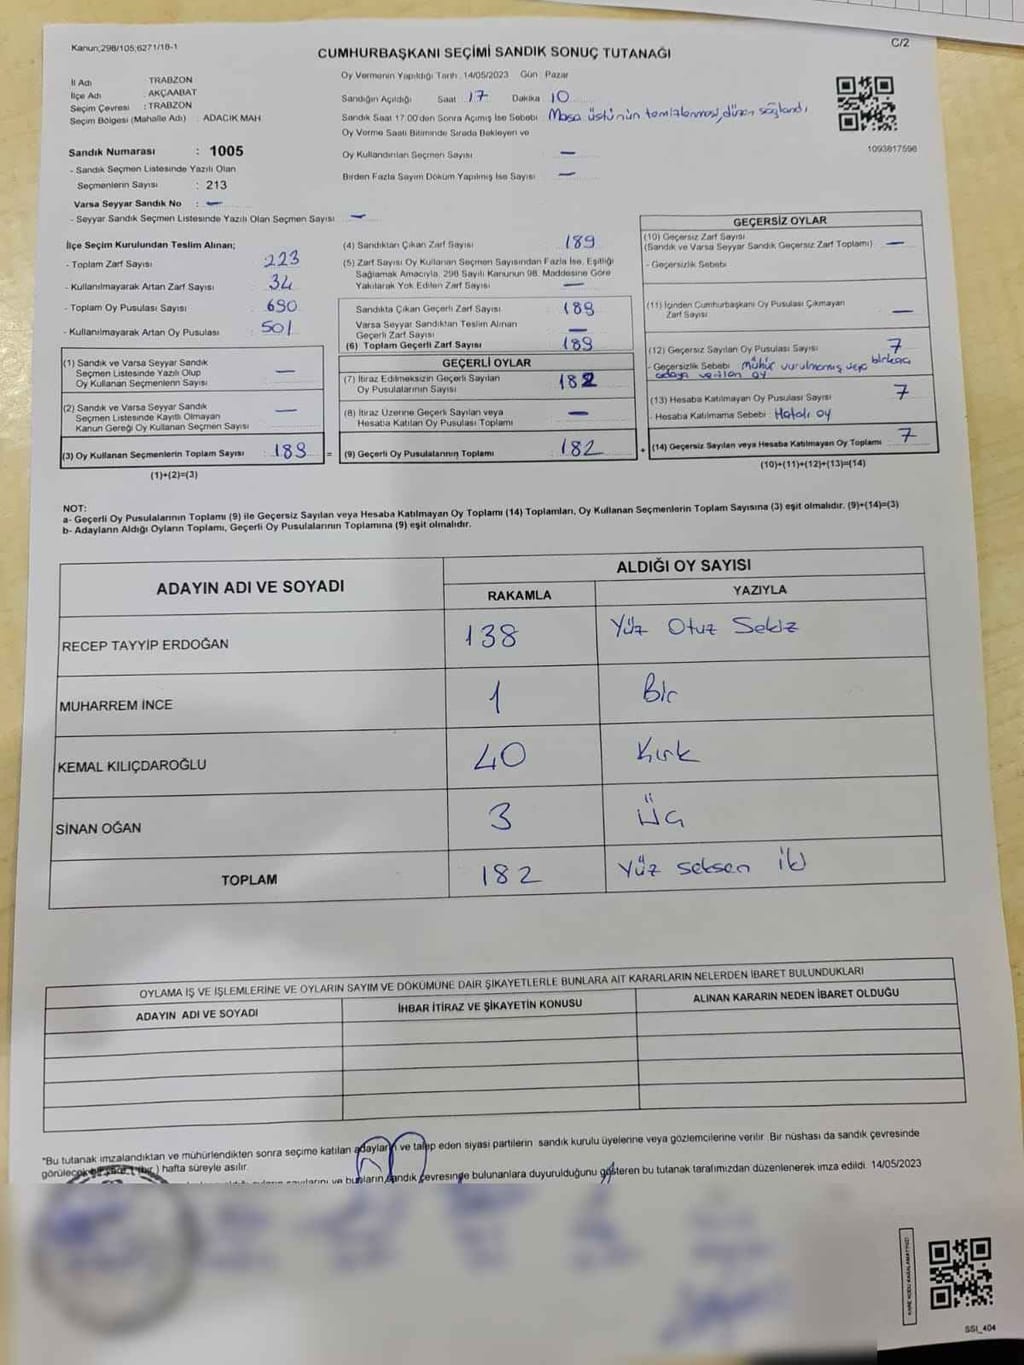 Kanun;298/105;6271/18-1
C/2
CUMHURBAŞKANI SEÇİMİ SANDIK SONUÇ TUTANAĞI
İl Adı : TRABZON
İlçe Adı : AKÇAABAT
Seçim Çevresi : TRABZON
Seçim Bölgesi (Mahalle Adı) : ADACIK MAH.
Oy Vermenin Yapıldığı Tarih : 14/05/2023 Gün : Pazar
Sandığın Açıldığı Saat 17 Dakika 10
Sandık Saat 17.00'den Sonra Açımış İse Sebebi : Masa üstünün temizlenmesi, düzen sağlandı
Oy Verme Saati Bitiminde Sırada Bekleyen ve
Oy Kullandırılan Seçmen Sayısı —
Birden Fazla Sayım Döküm Yapılmış İse Sayısı —
1093817596
Sandık Numarası : 1005
- Sandık Seçmen Listesinde Yazılı Olan
Seçmenlerin Sayısı : 213
Varsa Seyyar Sandık No : —
- Seyyar Sandık Seçmen Listesinde Yazılı Olan Seçmen Sayısı : —
İlçe Seçim Kurulundan Teslim Alınan;
- Toplam Zarf Sayısı 223
- Kullanılmayarak Artan Zarf Sayısı 34
- Toplam Oy Pusulası Sayısı 690
- Kullanılmayarak Artan Oy Pusulası 501
(1) Sandık ve Varsa Seyyar Sandık
Seçmen Listesinde Yazılı Olup
Oy Kullanan Seçmenlerin Sayısı —
(2) Sandık ve Varsa Seyyar Sandık
Seçmen Listesinde Kayıtlı Olmayan
Kanun Gereği Oy Kullanan Seçmen Sayısı —
(3) Oy Kullanan Seçmenlerin Toplam Sayısı 189 =
(1)+(2)=(3)
(4) Sandıktan Çıkan Zarf Sayısı 189
(5) Zarf Sayısı Oy Kullanan Seçmen Sayısından Fazla İse, Eşitliği
Sağlamak Amacıyla, 298 Sayılı Kanunun 98. Maddesine Göre
Yakılarak Yok Edilen Zarf Sayısı —
Sandıkta Çıkan Geçerli Zarf Sayısı 189
Varsa Seyyar Sandıktan Teslim Alınan
Geçerli Zarf Sayısı —
(6) Toplam Geçerli Zarf Sayısı 189
GEÇERLİ OYLAR
(7) İtiraz Edilmeksizin Geçerli Sayılan
Oy Pusulalarının Sayısı 182
(8) İtiraz Üzerine Geçerli Sayılan veya
Hesaba Katılan Oy Pusulası Toplamı —
(9) Geçerli Oy Pusulalarının Toplamı 182 +
GEÇERSİZ OYLAR
(10) Geçersiz Zarf Sayısı
(Sandık ve Varsa Seyyar Sandık Geçersiz Zarf Toplamı) —
- Geçersizlik Sebebi :
(11) İçinden Cumhurbaşkanı Oy Pusulası Çıkmayan
Zarf Sayısı —
(12) Geçersiz Sayılan Oy Pusulası Sayısı 7
- Geçersizlik Sebebi : mühür vurulmamış veya birkaç
adaya verilen oy
(13) Hesaba Katılmayan Oy Pusulası Sayısı 7
- Hesaba Katılmama Sebebi : Hatalı oy
(14) Geçersiz Sayılan veya Hesaba Katılmayan Oy Toplamı 7
(10)+(11)+(12)+(13)=(14)
NOT:
a- Geçerli Oy Pusulalarının Toplamı (9) ile Geçersiz Sayılan veya Hesaba Katılmayan Oy Toplamı (14) Toplamları, Oy Kullanan Seçmenlerin Toplam Sayısına (3) eşit olmalıdır. (9)+(14)=(3)
b- Adayların Aldığı Oyların Toplamı, Geçerli Oy Pusulalarının Toplamına (9) eşit olmalıdır.
ADAYIN ADI VE SOYADI
ALDIĞI OY SAYISI
RAKAMLA YAZIYLA
RECEP TAYYİP ERDOĞAN 138 Yüz Otuz Sekiz
MUHARREM İNCE 1 Bir
KEMAL KILIÇDAROĞLU 40 Kırk
SİNAN OĞAN 3 Üç
TOPLAM 182 Yüz seksen iki
OYLAMA İŞ VE İŞLEMLERİNE VE OYLARIN SAYIM VE DÖKÜMÜNE DAİR ŞİKAYETLERLE BUNLARA AİT KARARLARIN NELERDEN İBARET BULUNDUKLARI
ADAYIN ADI VE SOYADI İHBAR İTİRAZ VE ŞİKAYETİN KONUSU ALINAN KARARIN NEDEN İBARET OLDUĞU
*Bu tutanak imzalandıktan ve mühürlendikten sonra seçime katılan adayların ve talep eden siyasi partilerin sandık kurulu üyelerine veya gözlemcilerine verilir. Bir nüshası da sandık çevresinde
görülecek bir yere 1 (bir) hafta süreyle asılır.
ve bunların sandık çevresinde bulunanlara duyurulduğunu gösteren bu tutanak tarafımızdan düzenlenerek imza edildi. 14/05/2023
SSI_404